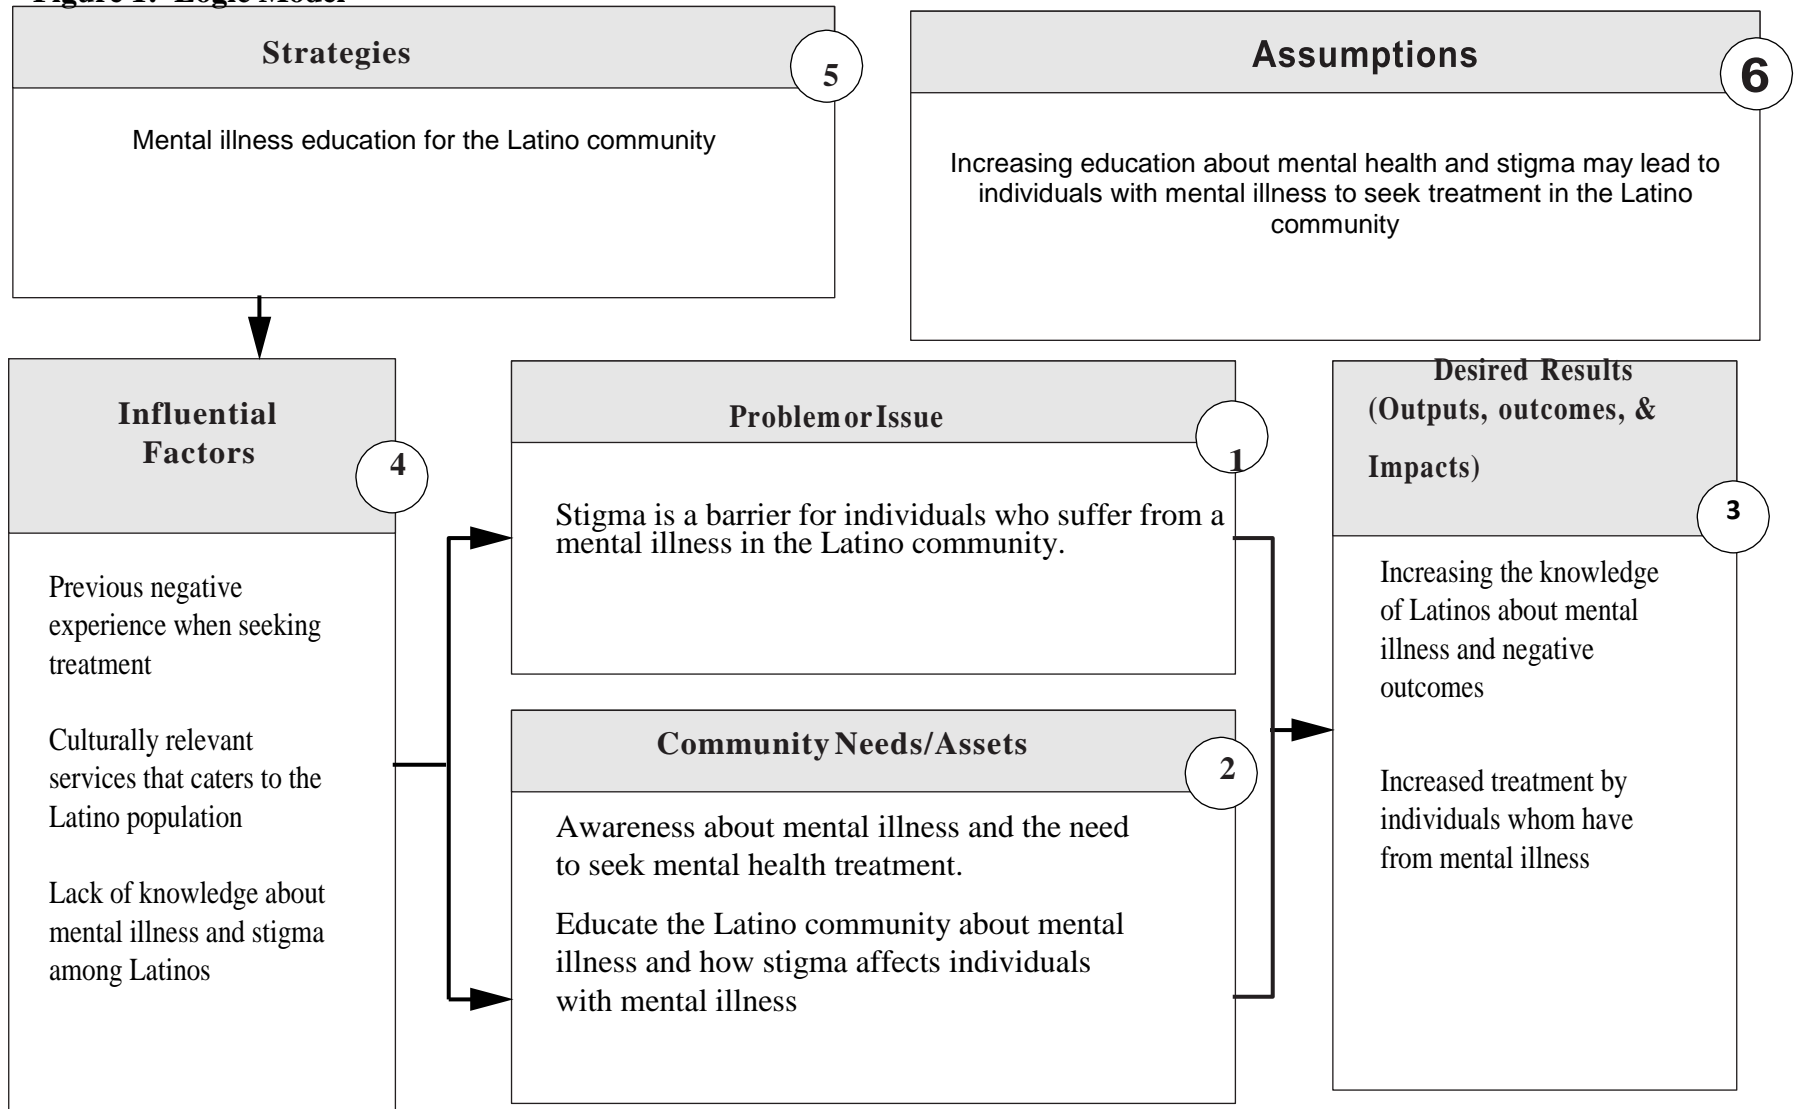 Figure 1. Logic Model
Strategies
5
Mental illness education for the Latino community
Assumptions
6
Increasing education about mental health and stigma may lead to
individuals with mental illness to seek treatment in the Latino
community
Influential
Factors
4
Previous negative
experience when seeking
treatment
Culturally relevant
services that caters to the
Latino population
Lack of knowledge about
mental illness and stigma
among Latinos
Problem or Issue
1
Stigma is a barrier for individuals who suffer from a
mental illness in the Latino community.
Community Needs/Assets
2
Awareness about mental illness and the need
to seek mental health treatment.
Educate the Latino community about mental
illness and how stigma affects individuals
with mental illness
Desired Results
(Outputs, outcomes, &
Impacts)
3
Increasing the knowledge
of Latinos about mental
illness and negative
outcomes
Increased treatment by
individuals whom have
from mental illness